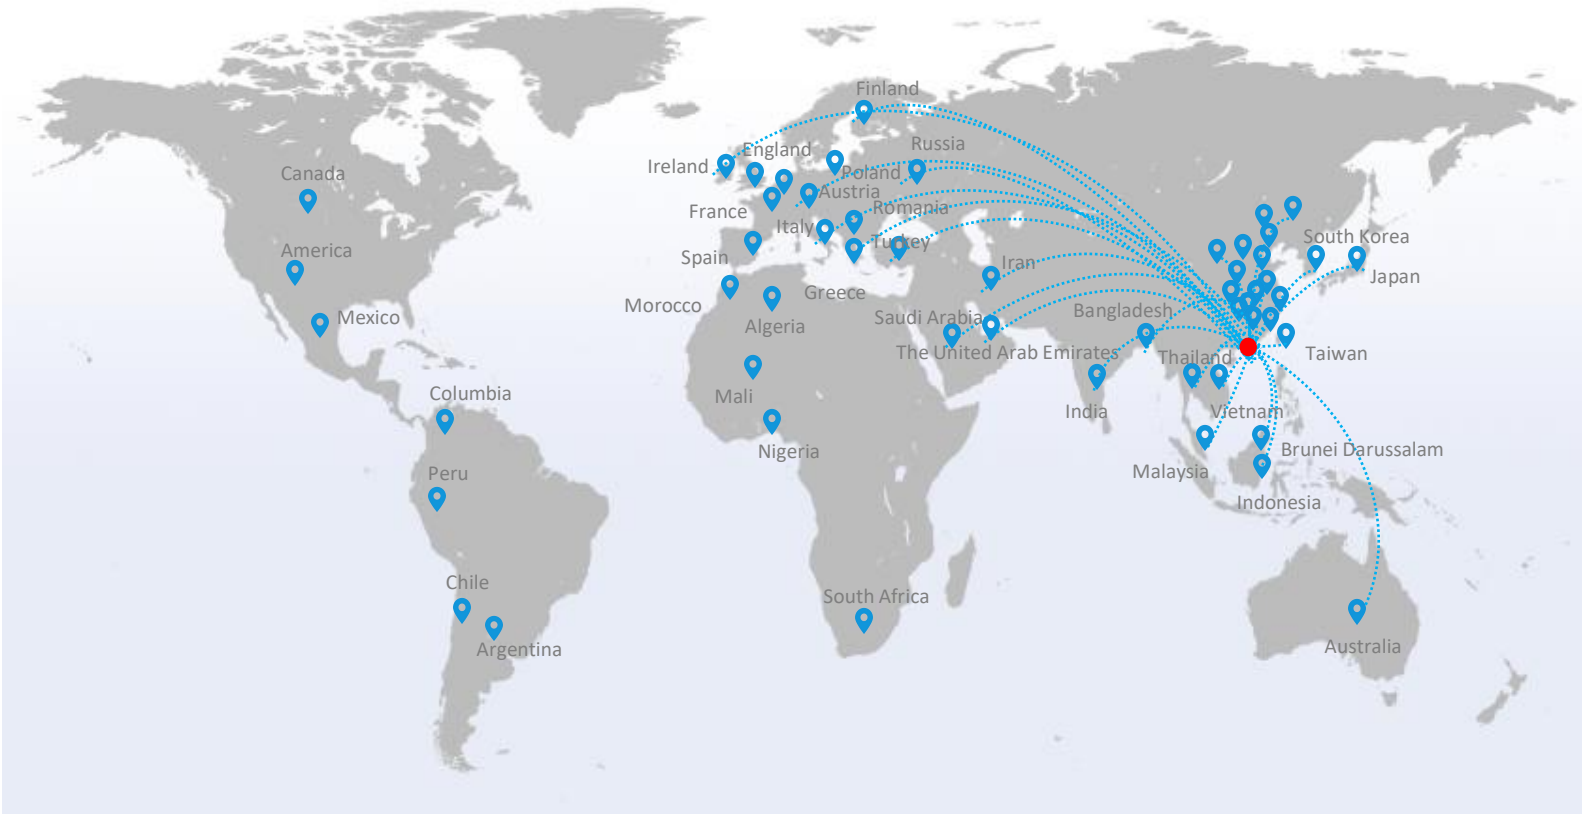 Finland
England
Russia
Ireland
Poland
Canada
Austria
France
Romania
Italy
Turkey
South Korea
America
Spain
Iran
Japan
Greece
Morocco
Bangladesh
Mexico
Saudi Arabia
Algeria
The United Arab Emirates
Thailand
Taiwan
Columbia
Mali
India
Vietnam
Nigeria
Brunei Darussalam
Peru
Malaysia
Indonesia
Chile
South Africa
Argentina
Australia